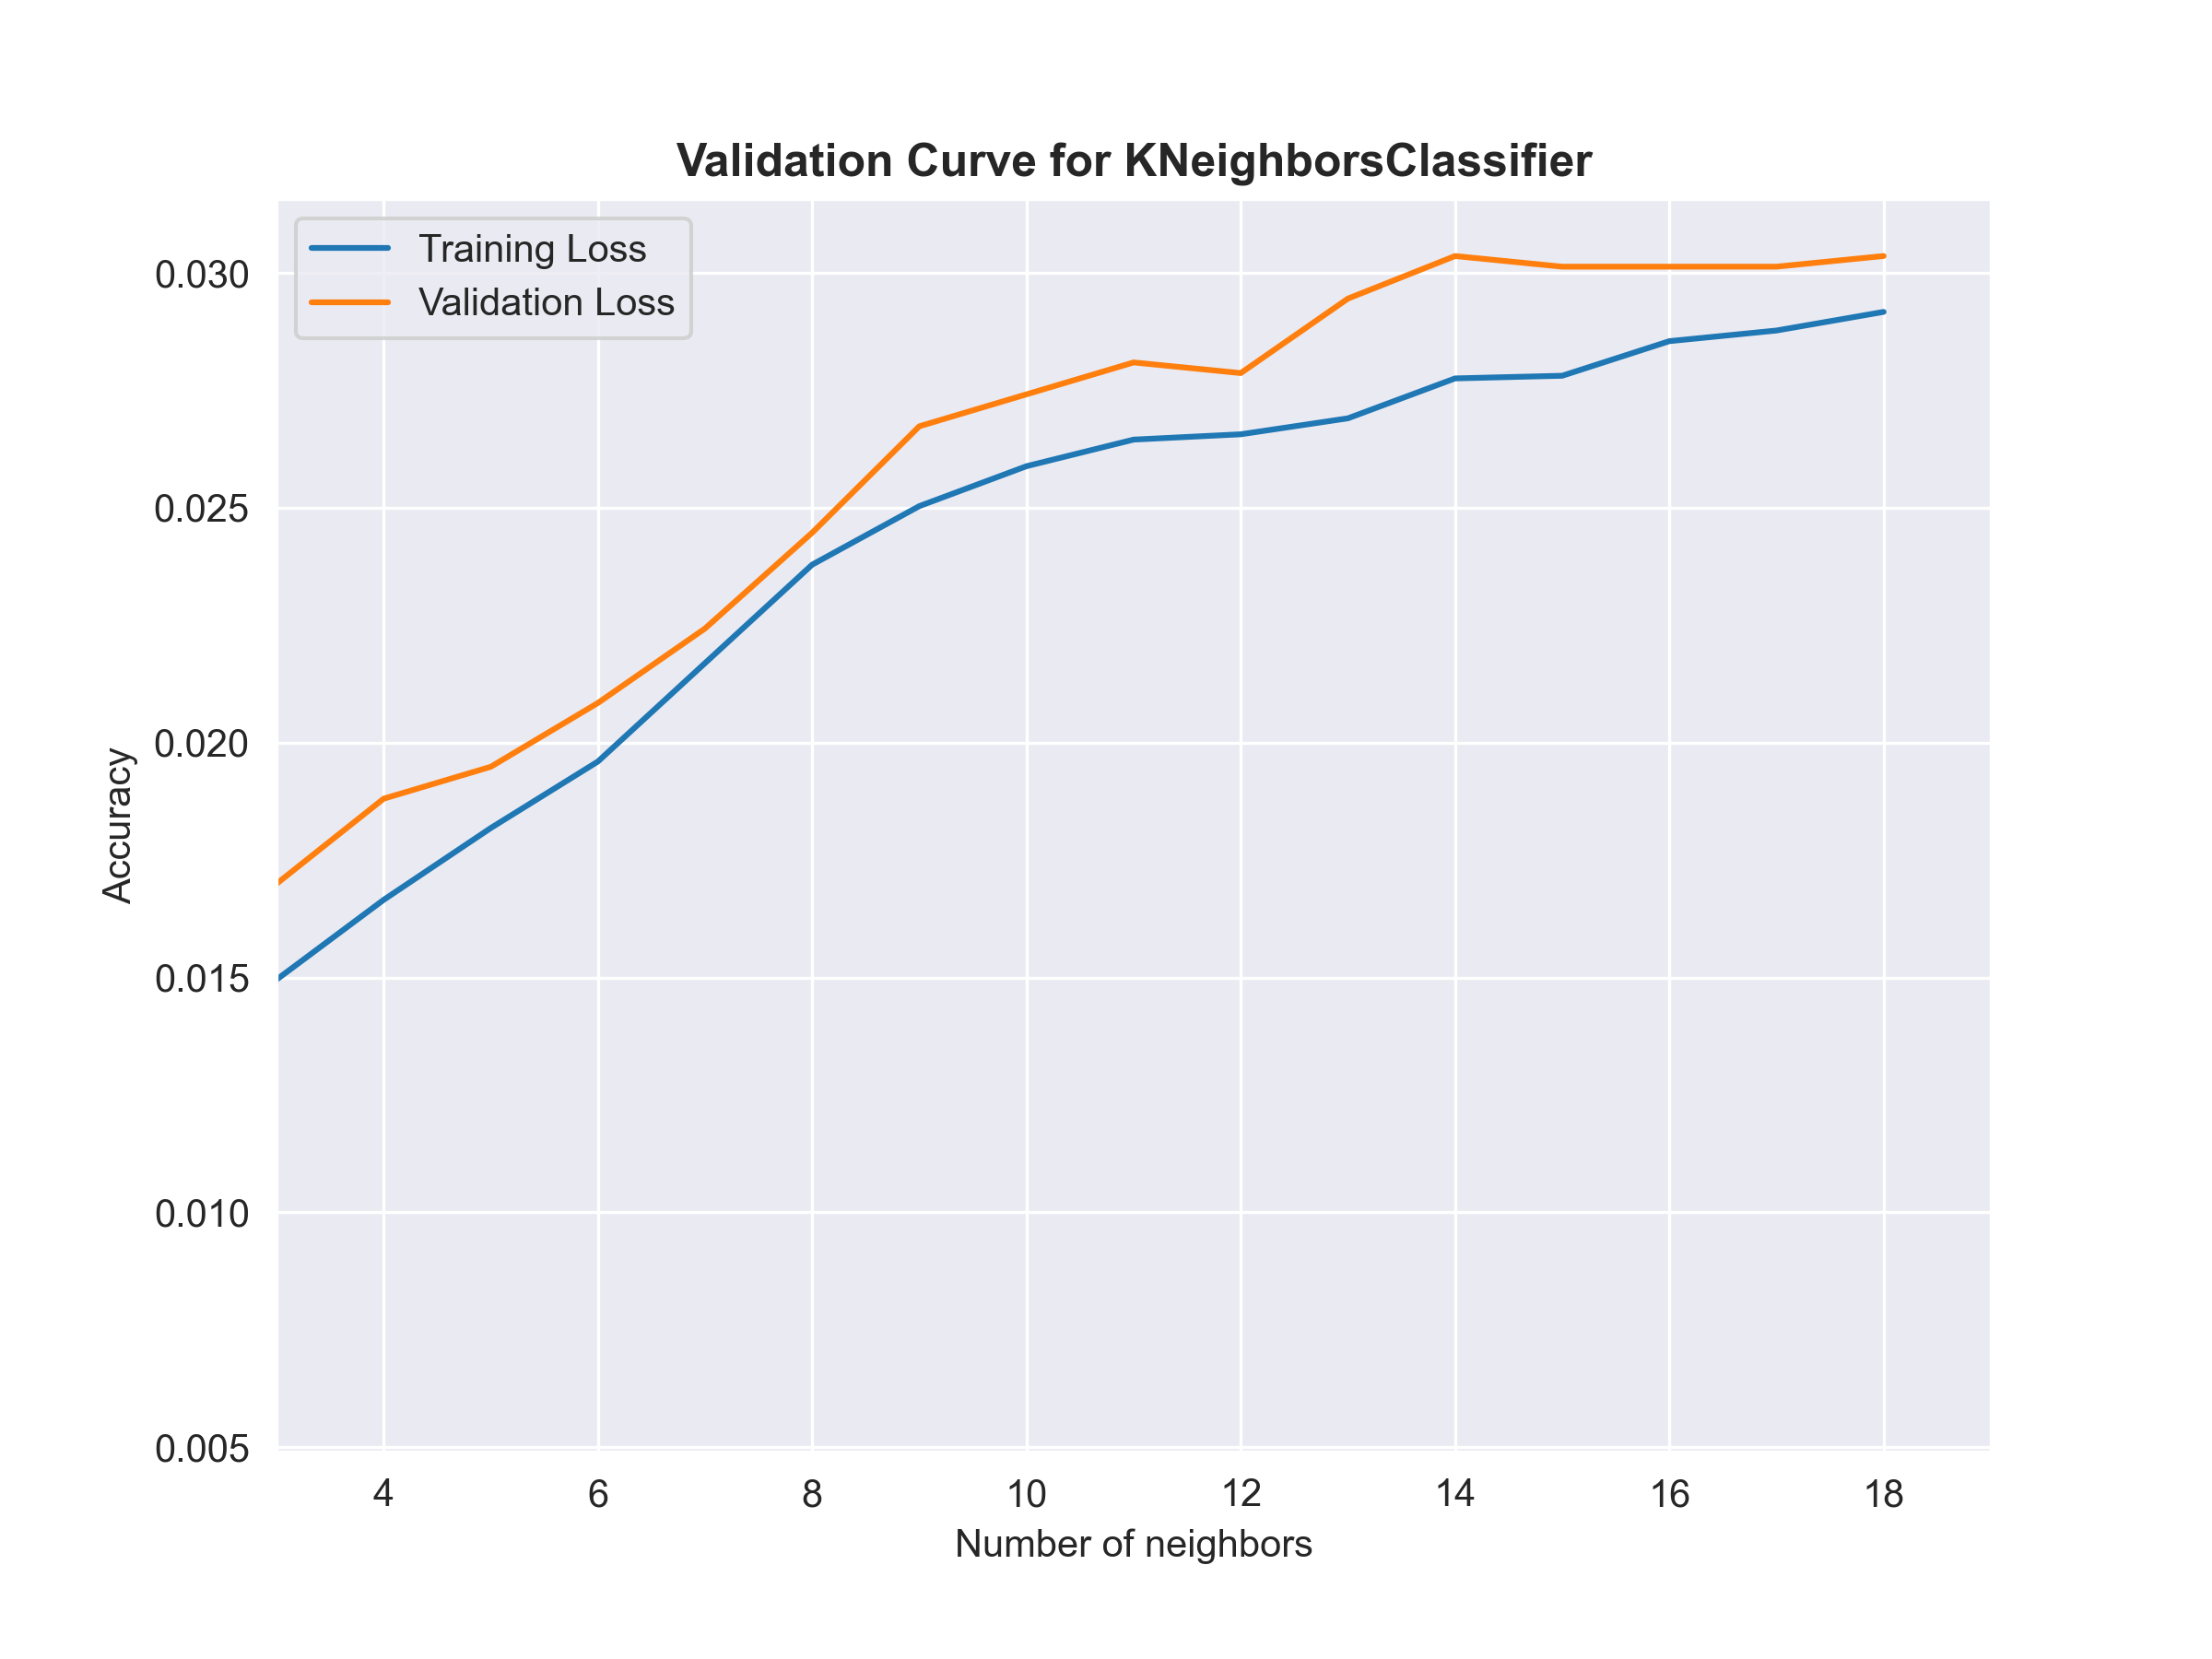 Validation Curve for KNeighborsClassifier
Training Loss
Validation Loss
0.030
0.025
0.020
0.015
0.010
0.005
Accuracy
4 6 8 10 12 14 16 18
Number of neighbors